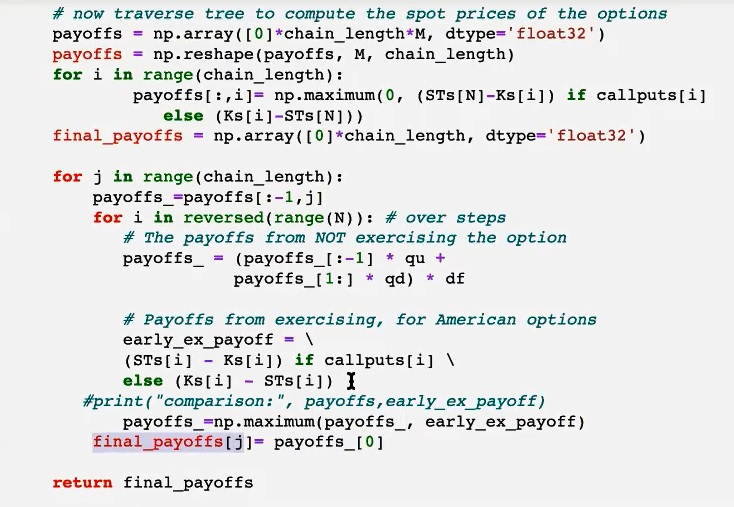 # now traverse tree to compute the spot prices of the options
payoffs = np.array([0]*chain_length*M, dtype='float32')
payoffs = np.reshape(payoffs, M, chain_length)
for i in range(chain_length):
payoffs[:,i]= np.maximum(0, (STs[N]-Ks[i]) if callputs[i]
else (Ks[i]-STs[N]))
final_payoffs = np.array([0]*chain_length, dtype='float32')
for j in range(chain_length):
payoffs_=payoffs[:-1,j]
for i in reversed(range(N)): # over steps
# The payoffs from NOT exercising the option
payoffs_ = (payoffs_[:-1] * qu +
payoffs_[1:] * qd) * df
# Payoffs from exercising, for American options
early_ex_payoff = \
(STs[i] - Ks[i]) if callputs[i] \
else (Ks[i] - STs[i])
#print("comparison:", payoffs,early_ex_payoff)
payoffs_=np.maximum(payoffs_, early_ex_payoff)
final_payoffs[j]= payoffs_[0]
return final_payoffs